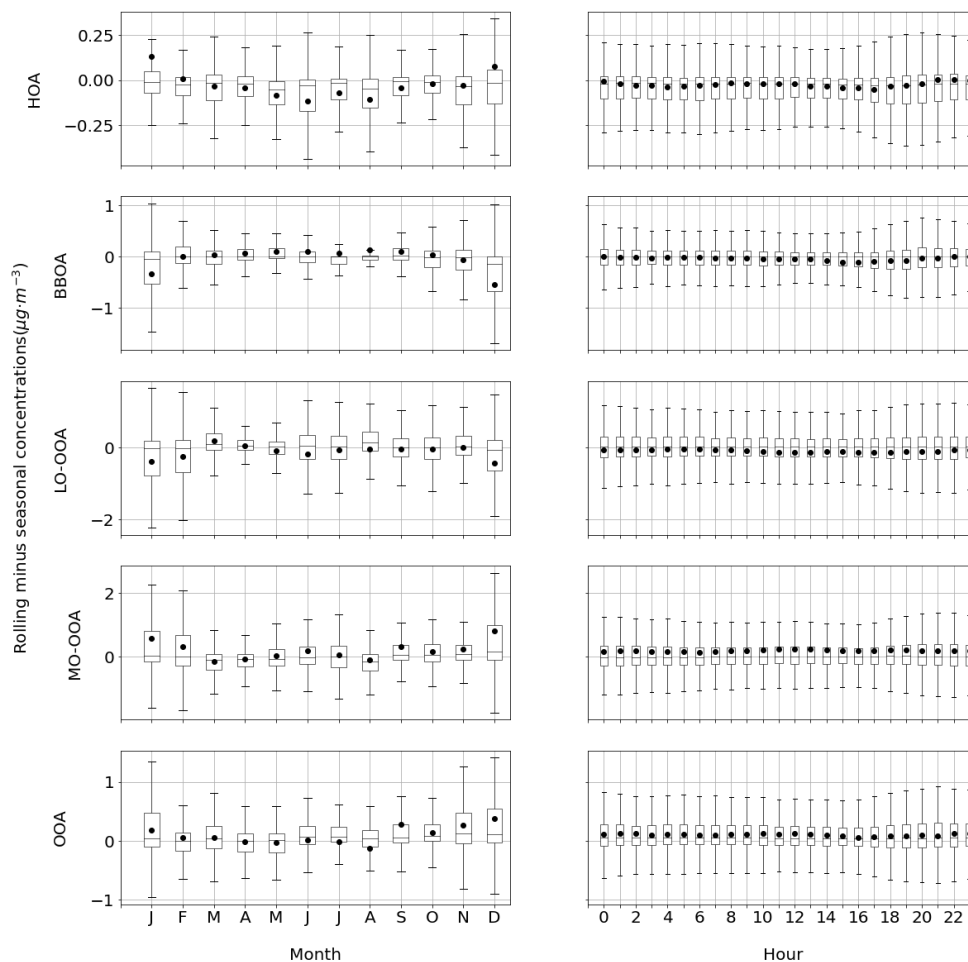 Rolling minus seasonal concentrations(μg·m⁻³)
HOA
0.25
0.00
−0.25
BBOA
1
0
−1
LO-OOA
0
−2
MO-OOA
2
0
OOA
1
0
−1
J F M A M J J A S O N D
0 2 4 6 8 10 12 14 16 18 20 22
Month
Hour